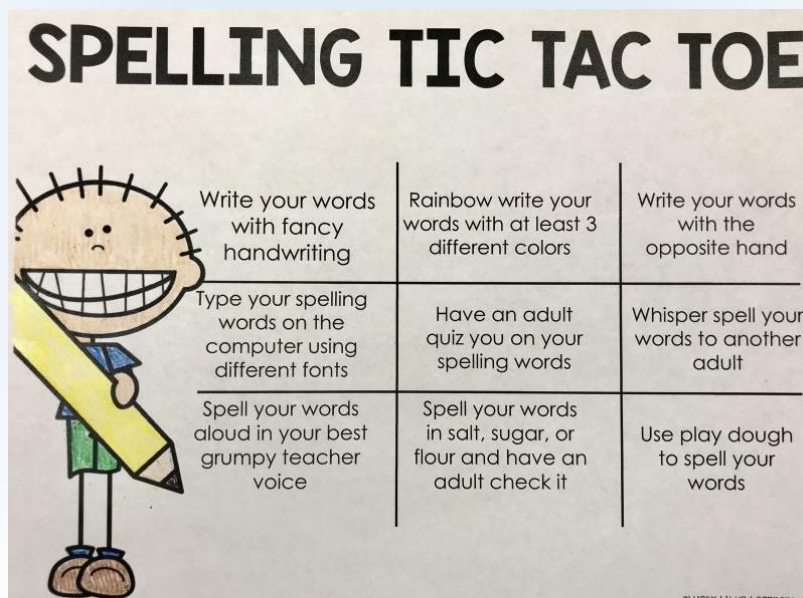 SPELLING TIC TAC TOE
Write your words
with fancy
handwriting
Rainbow write your
words with at least 3
different colors
Write your words
with the
opposite hand
Type your spelling
words on the
computer using
different fonts
Have an adult
quiz you on your
spelling words
Whisper spell your
words to another
adult
Spell your words
aloud in your best
grumpy teacher
voice
Spell your words
in salt, sugar, or
flour and have an
adult check it
Use play dough
to spell your
words